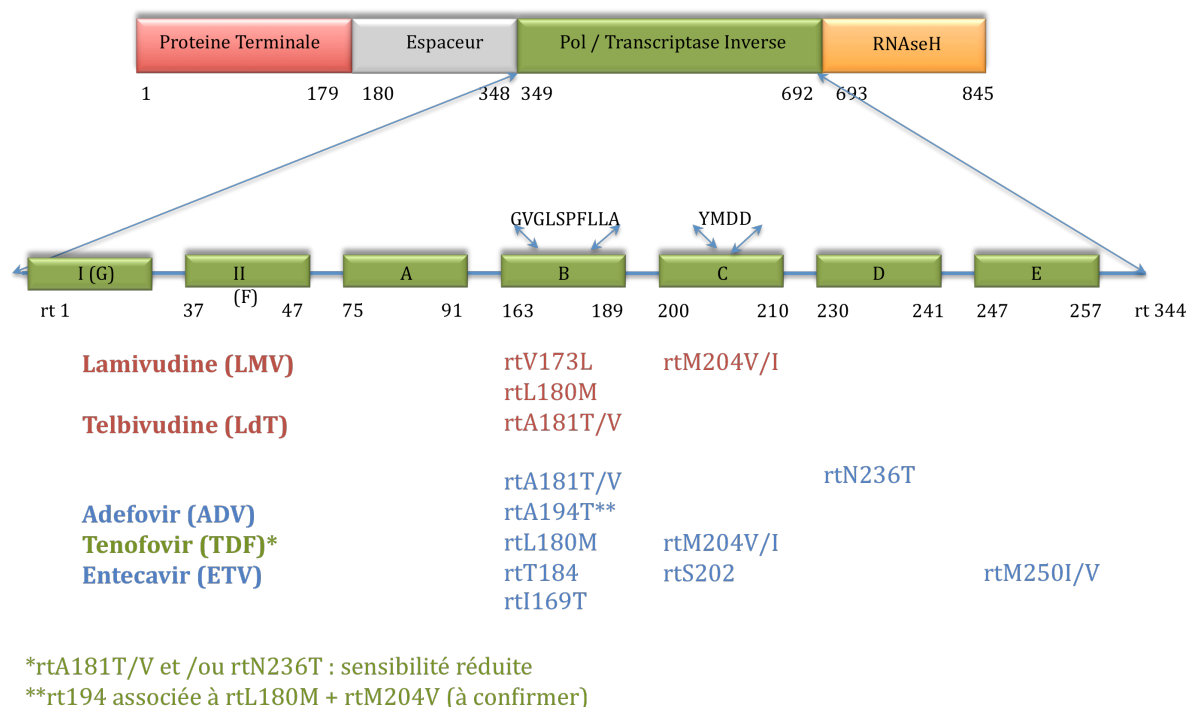 Proteine Terminale Espaceur Pol / Transcriptase Inverse RNAseH
1 179 180 348 349 692 693 845
GVGLSPFLLA YMDD
I (G) II A B C D E
(F)
rt 1 37 47 75 91 163 189 200 210 230 241 247 257 rt 344
Lamivudine (LMV) rtV173L rtM204V/I
rtL180M
Telbivudine (LdT) rtA181T/V
rtA181T/V rtN236T
Adefovir (ADV) rtA194T**
Tenofovir (TDF)* rtL180M rtM204V/I
Entecavir (ETV) rtT184 rtS202 rtM250I/V
rtI169T
*rtA181T/V et /ou rtN236T : sensibilité réduite
**rt194 associée à rtL180M + rtM204V (à confirmer)